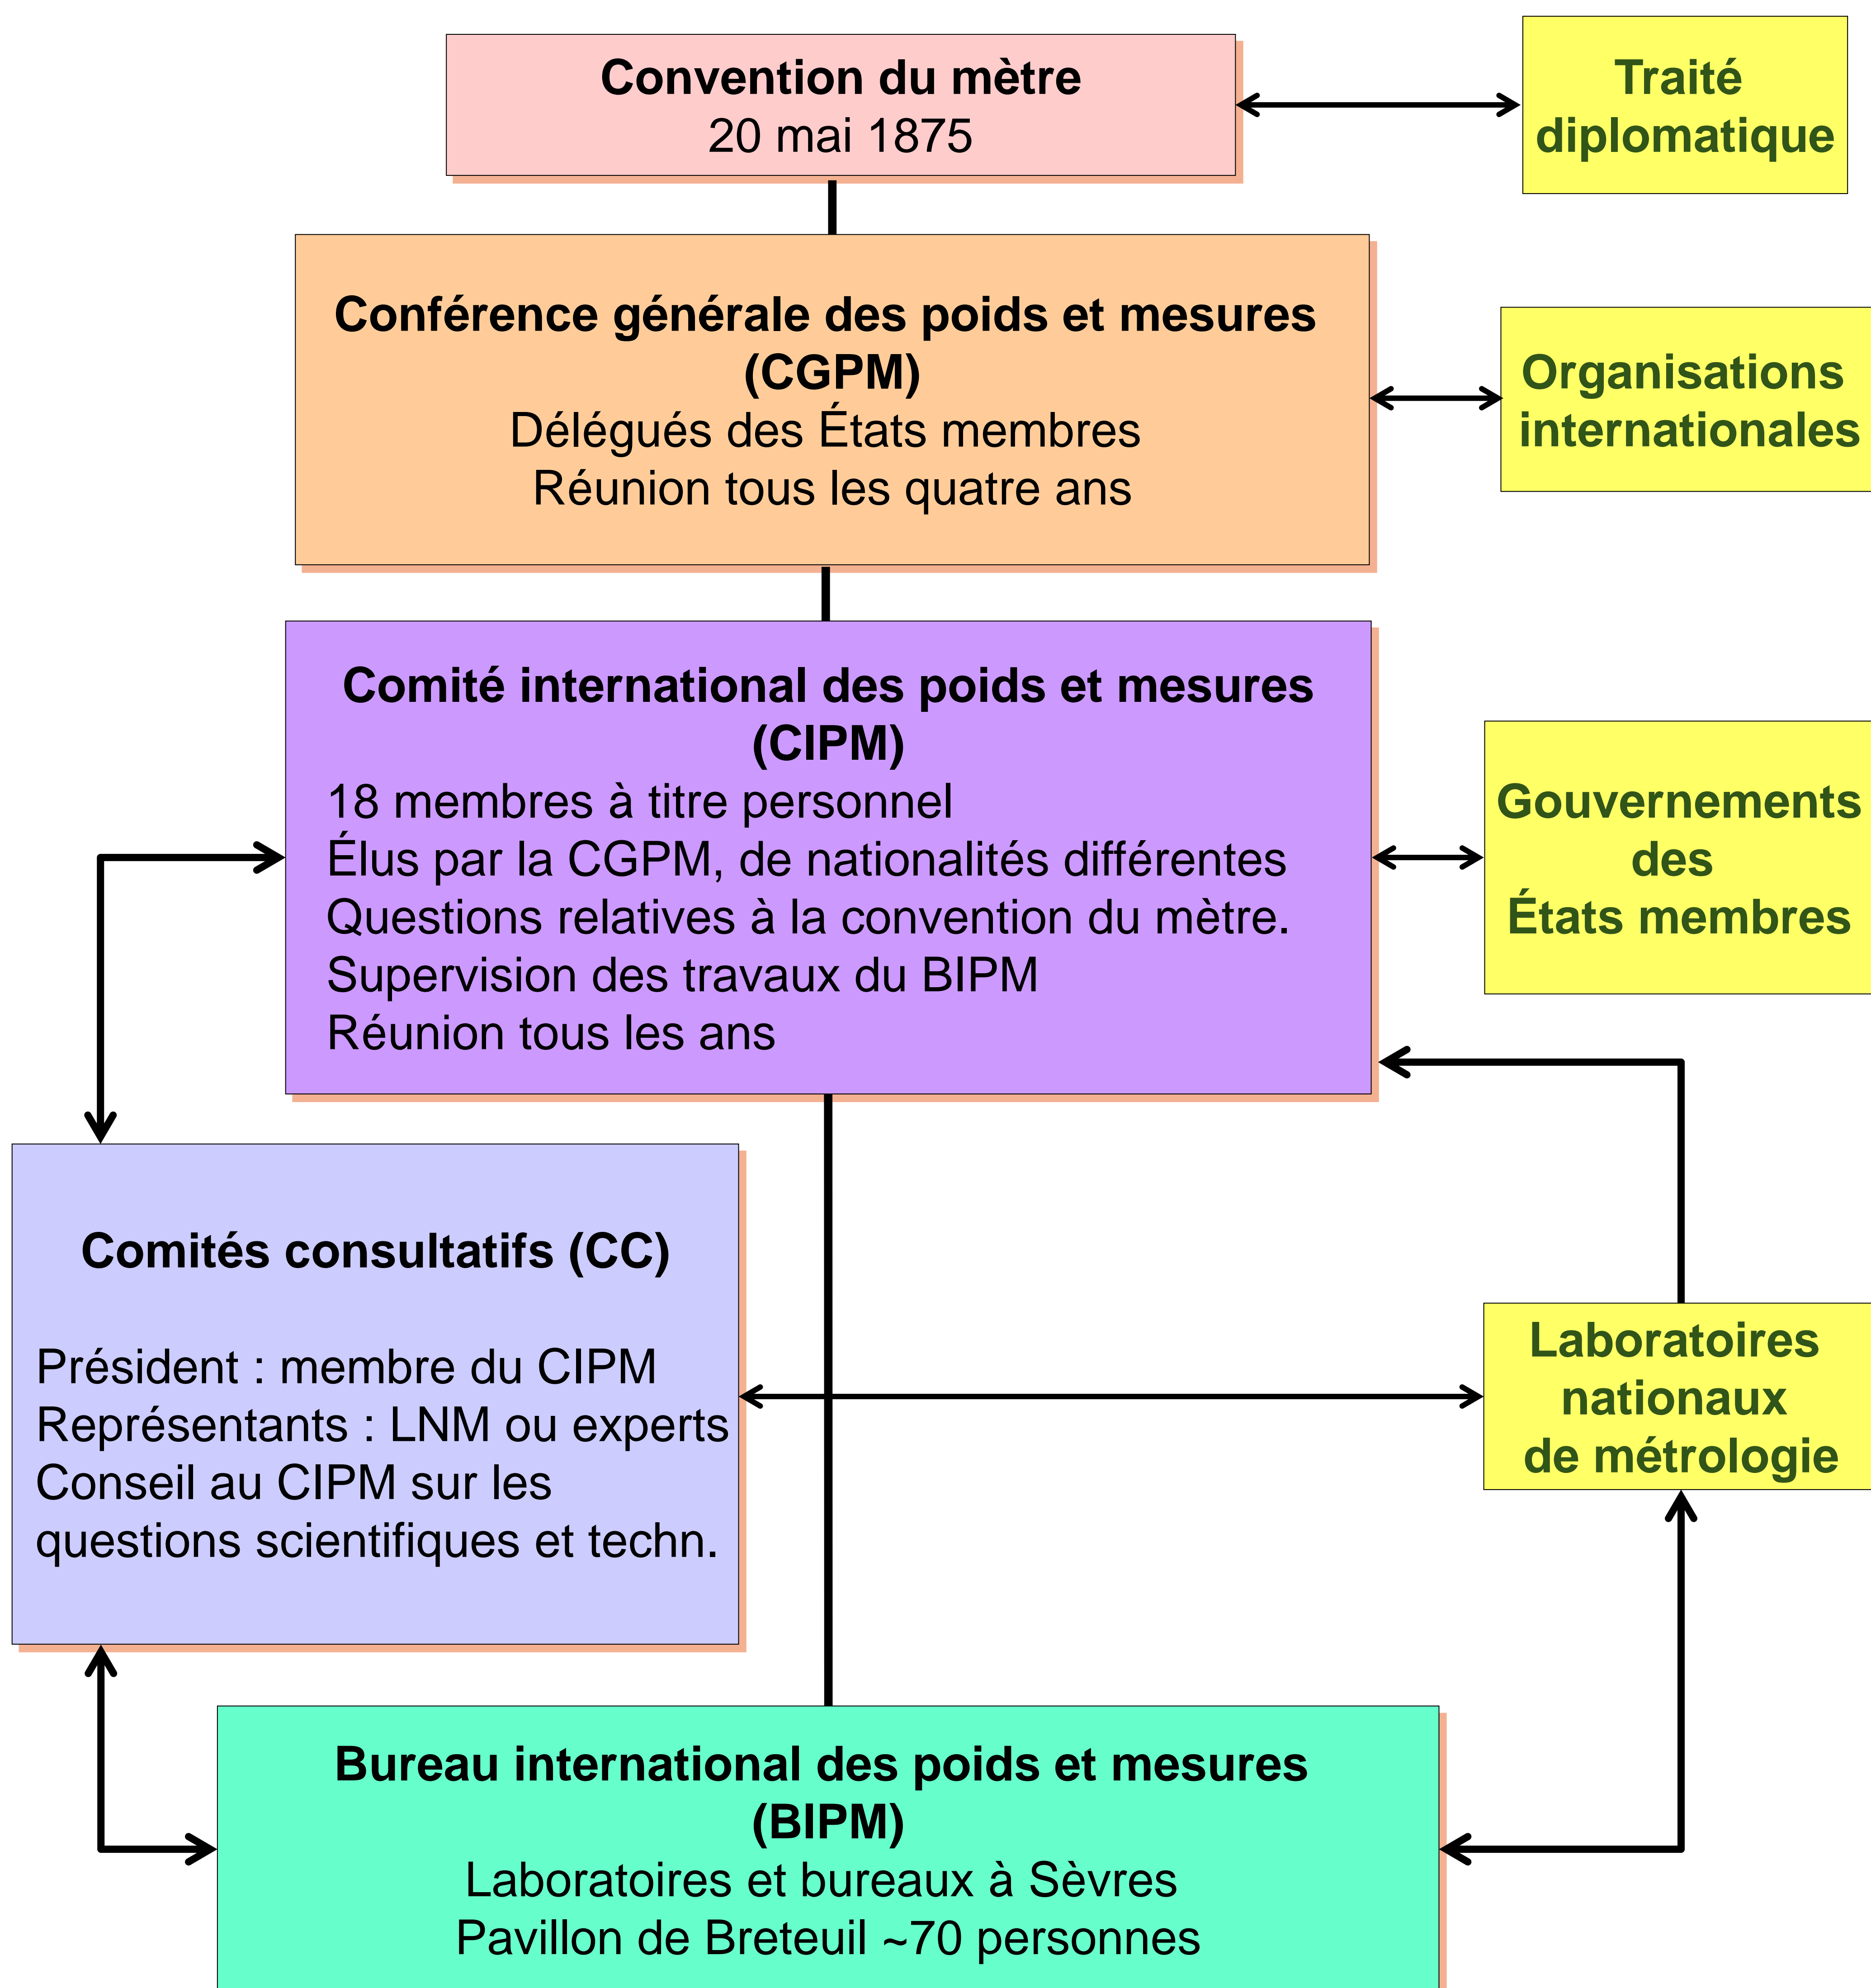 Convention du mètre
20 mai 1875
Traité
diplomatique
Conférence générale des poids et mesures
(CGPM)
Délégués des États membres
Réunion tous les quatre ans
Organisations
internationales
Comité international des poids et mesures
(CIPM)
18 membres à titre personnel
Élus par la CGPM, de nationalités différentes
Questions relatives à la convention du mètre.
Supervision des travaux du BIPM
Réunion tous les ans
Gouvernements
des
États membres
Comités consultatifs (CC)
Président : membre du CIPM
Représentants : LNM ou experts
Conseil au CIPM sur les
questions scientifiques et techn.
Laboratoires
nationaux
de métrologie
Bureau international des poids et mesures
(BIPM)
Laboratoires et bureaux à Sèvres
Pavillon de Breteuil ~70 personnes